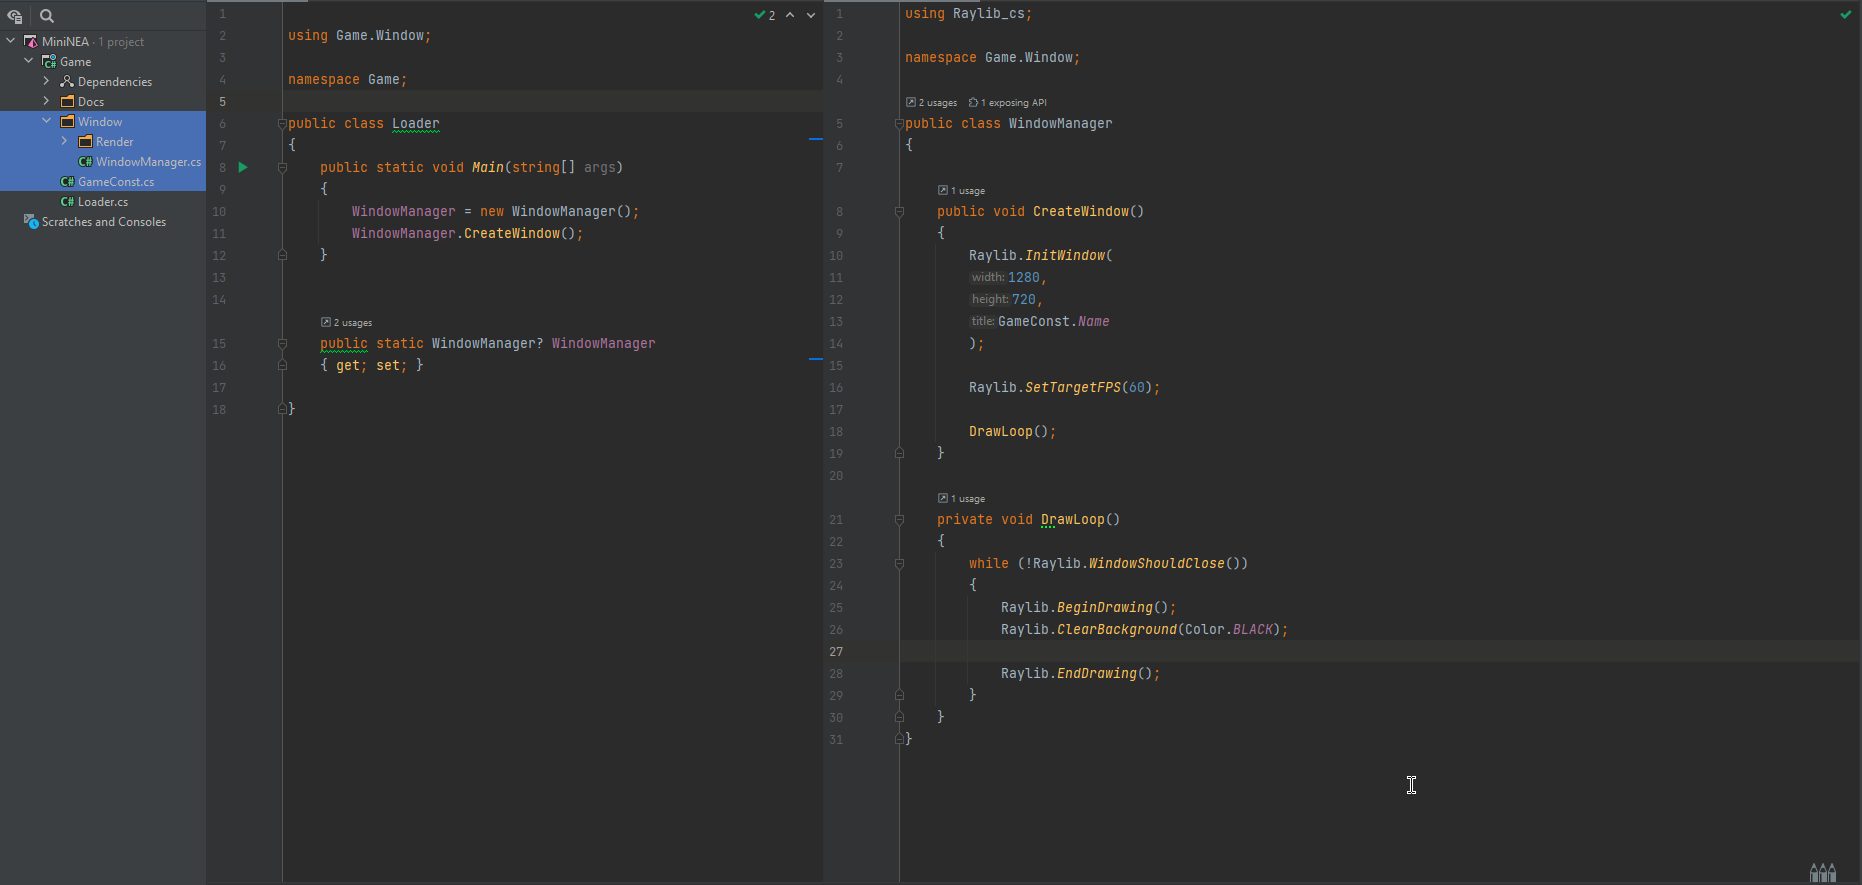 MiniNEA · 1 project
Game
Dependencies
Docs
Window
Render
WindowManager.cs
GameConst.cs
Loader.cs
Scratches and Consoles
2
1
2 using Game.Window;
3
4 namespace Game;
5
6 public class Loader
7 {
8 public static void Main(string[] args)
9 {
10 WindowManager = new WindowManager();
11 WindowManager.CreateWindow();
12 }
13
14
2 usages
15 public static WindowManager? WindowManager
16 { get; set; }
17
18 }
1 using Raylib_cs;
2
3 namespace Game.Window;
4
2 usages 1 exposing API
5 public class WindowManager
6 {
7
1 usage
8 public void CreateWindow()
9 {
10 Raylib.InitWindow(
11 width: 1280,
12 height: 720,
13 title: GameConst.Name
14 );
15
16 Raylib.SetTargetFPS(60);
17
18 DrawLoop();
19 }
20
1 usage
21 private void DrawLoop()
22 {
23 while (!Raylib.WindowShouldClose())
24 {
25 Raylib.BeginDrawing();
26 Raylib.ClearBackground(Color.BLACK);
27
28 Raylib.EndDrawing();
29 }
30 }
31 }